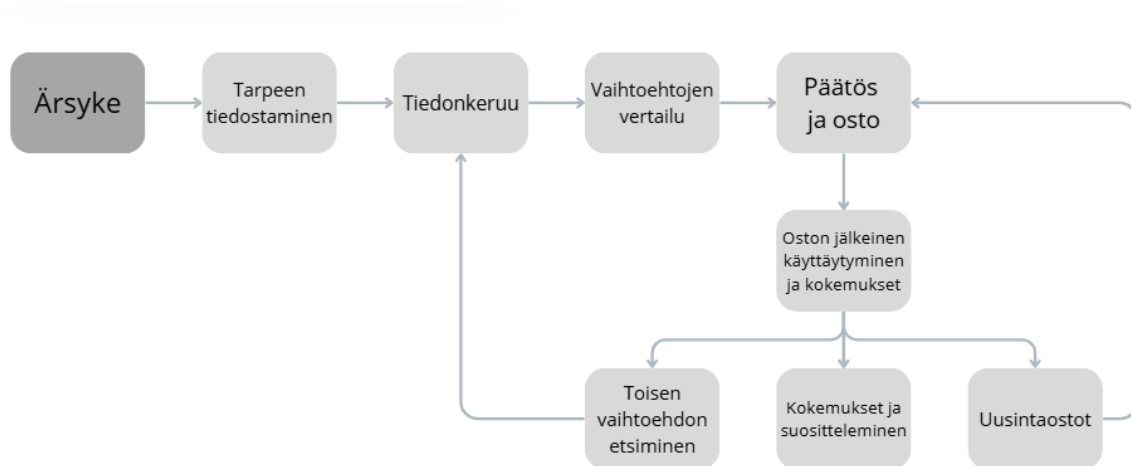 Ärsyke
Tarpeen
tiedostaminen
Tiedonkeruu
Vaihtoehtojen
vertailu
Päätös
ja osto
Oston jälkeinen
käyttäytyminen
ja kokemukset
Toisen
vaihtoehdon
etsiminen
Kokemukset ja
suositteleminen
Uusintaostot